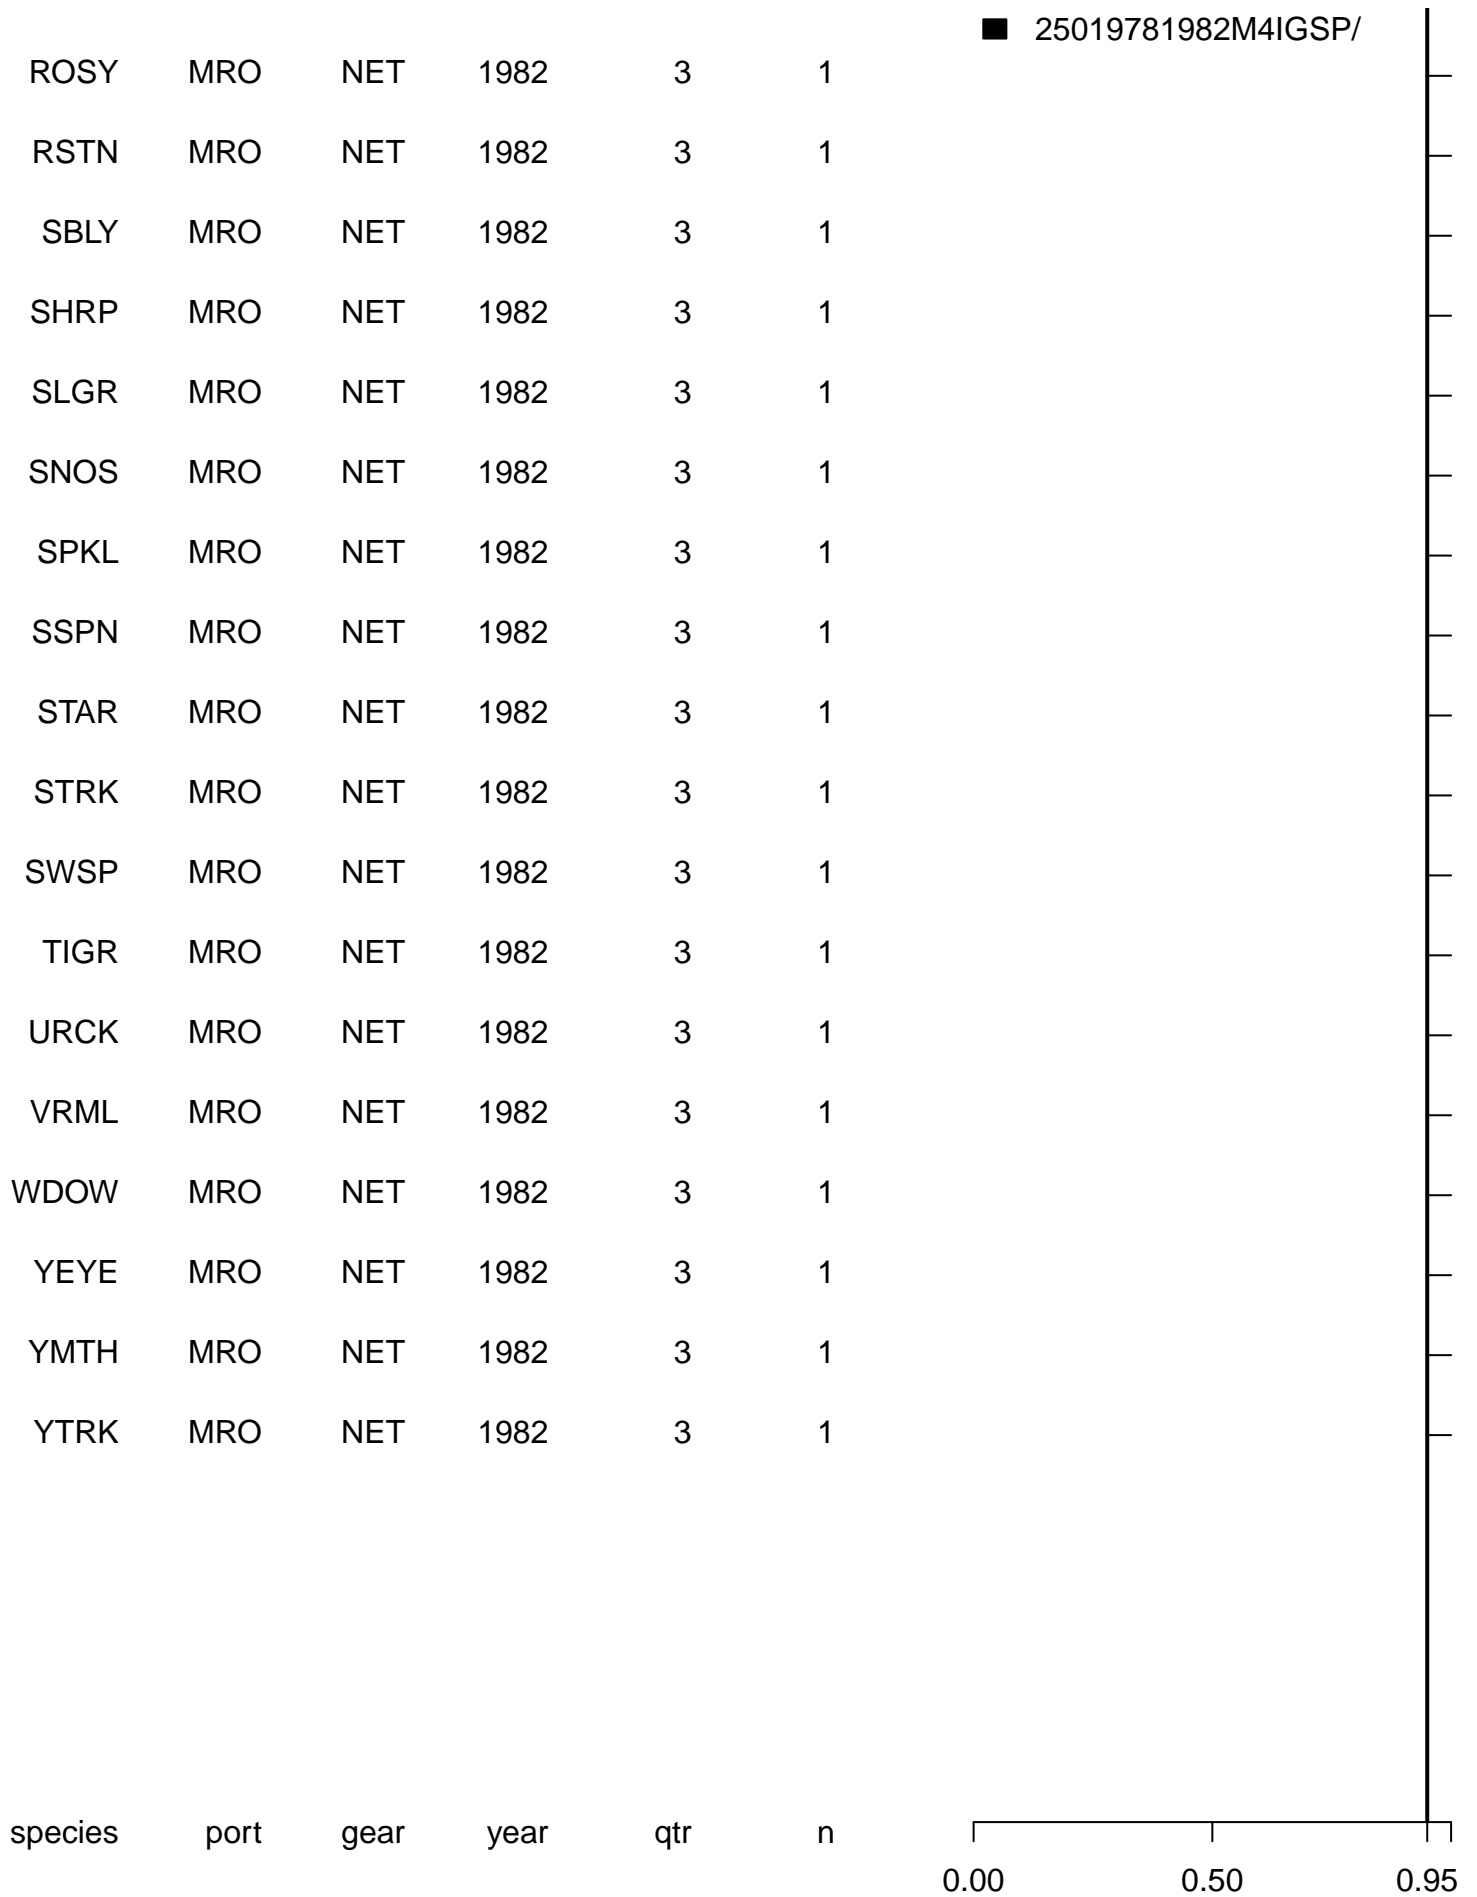 25019781982M4IGSP/
ROSY MRO NET 1982 3 1
RSTN MRO NET 1982 3 1
SBLY MRO NET 1982 3 1
SHRP MRO NET 1982 3 1
SLGR MRO NET 1982 3 1
SNOS MRO NET 1982 3 1
SPKL MRO NET 1982 3 1
SSPN MRO NET 1982 3 1
STAR MRO NET 1982 3 1
STRK MRO NET 1982 3 1
SWSP MRO NET 1982 3 1
TIGR MRO NET 1982 3 1
URCK MRO NET 1982 3 1
VRML MRO NET 1982 3 1
WDOW MRO NET 1982 3 1
YEYE MRO NET 1982 3 1
YMTH MRO NET 1982 3 1
YTRK MRO NET 1982 3 1
species port gear year qtr n
0.00 0.50 0.95